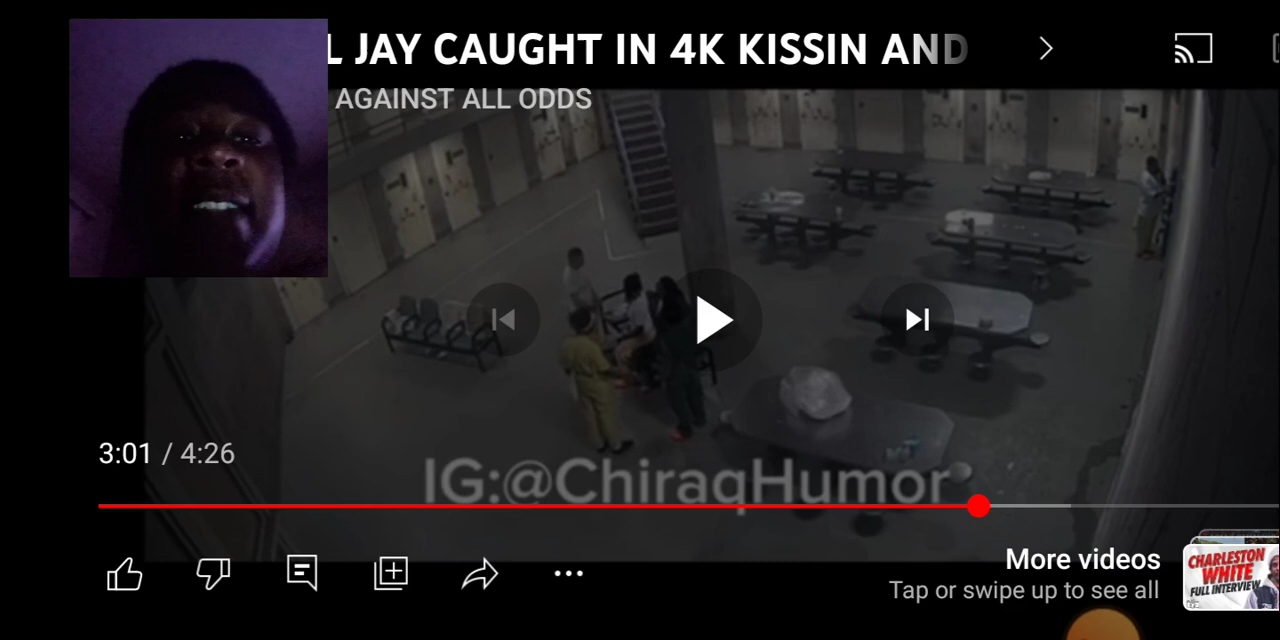 L JAY CAUGHT IN 4K KISSIN AND
AGAINST ALL ODDS
3:01 / 4:26
IG:@ChiraqHumor
More videos
Tap or swipe up to see all
CHARLESTON
WHITE
FULL INTERVIEW